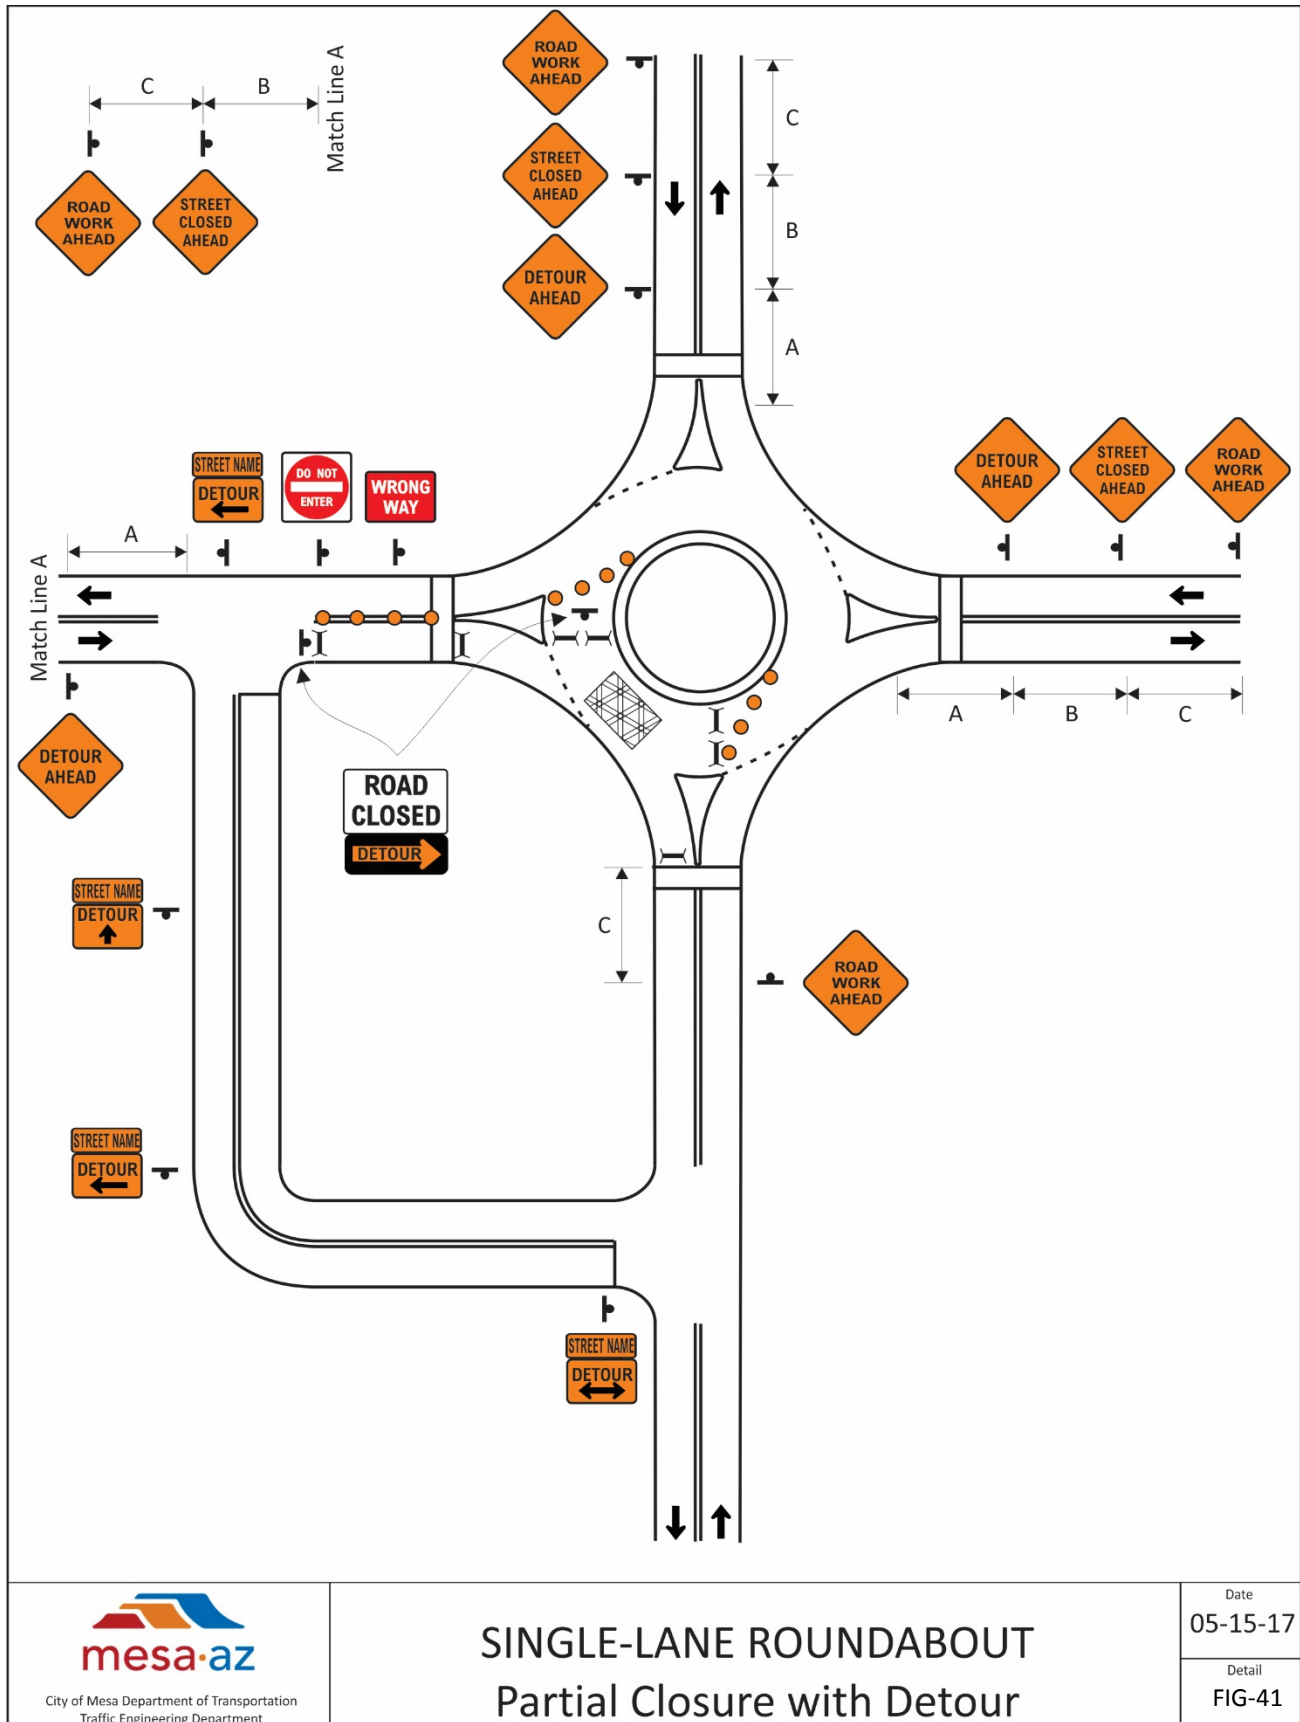 ROAD
WORK
AHEAD
C
B
Match Line A
ROAD
WORK
AHEAD
STREET
CLOSED
AHEAD
STREET
CLOSED
AHEAD
DETOUR
AHEAD
C
B
A
STREET NAME
DETOUR
DO NOT
ENTER
WRONG
WAY
DETOUR
AHEAD
STREET
CLOSED
AHEAD
ROAD
WORK
AHEAD
A
Match Line A
A
B
C
DETOUR
AHEAD
ROAD
CLOSED
DETOUR
STREET NAME
DETOUR
C
ROAD
WORK
AHEAD
STREET NAME
DETOUR
STREET NAME
DETOUR
mesa·az
City of Mesa Department of Transportation
Traffic Engineering Department
SINGLE-LANE ROUNDABOUT
Partial Closure with Detour
Date
05-15-17
Detail
FIG-41